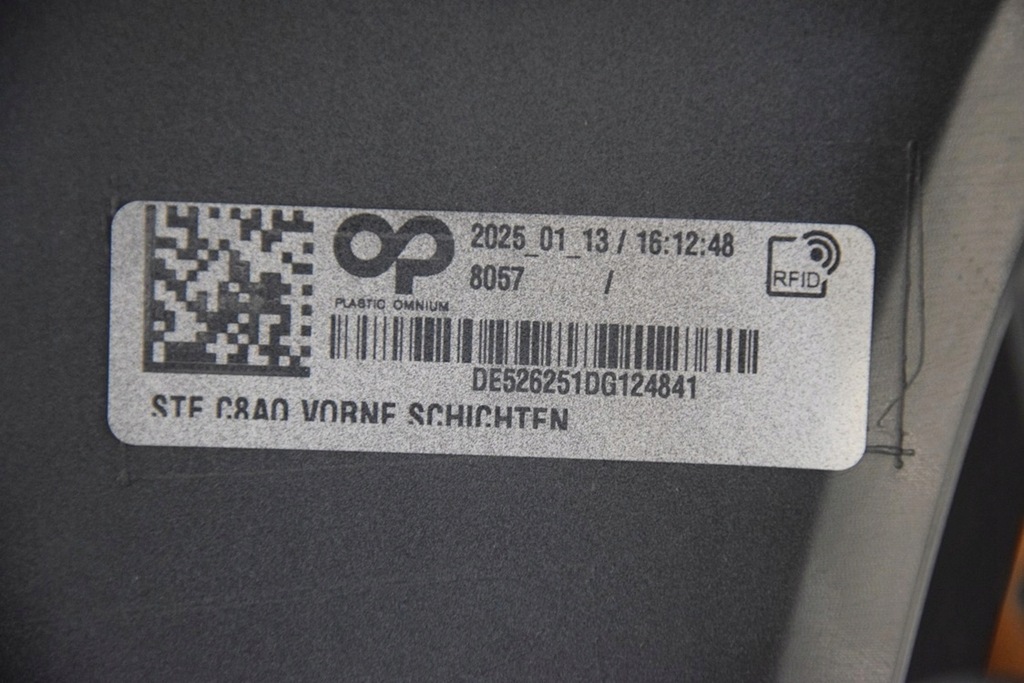 2025_01_13 / 16:12:48
8057 /
RFID
PLASTIC OMNIUM
DE526251DG124841
STF C8A0 VORNE SCHICHTEN